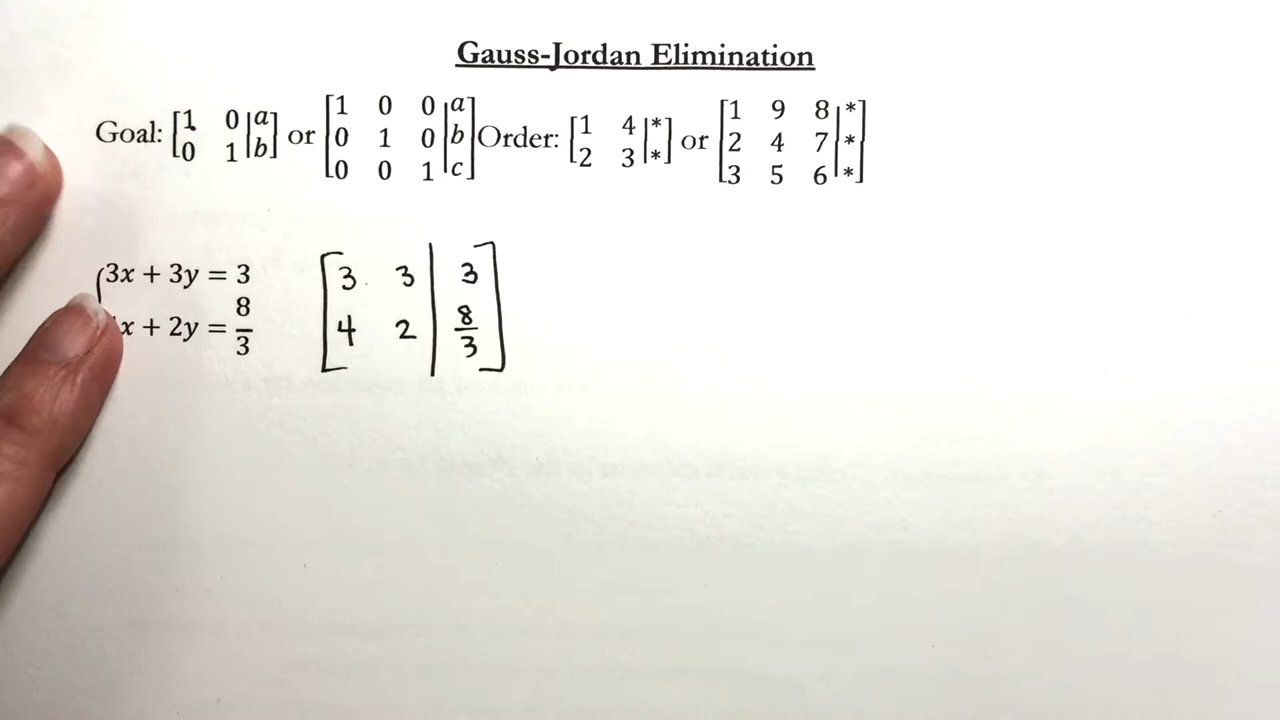 Gauss-Jordan Elimination
Goal: [1 0 | a] or [1 0 0 | a] Order: [1 4 | *] or [1 9 8 | *]
[0 1 | b] [0 1 0 | b] [2 3 | *] [2 4 7 | *]
[0 0 1 | c] [3 5 6 | *]
{3x + 3y = 3 [3 3 | 3]
x + 2y = 8/3 [4 2 | 8/3]